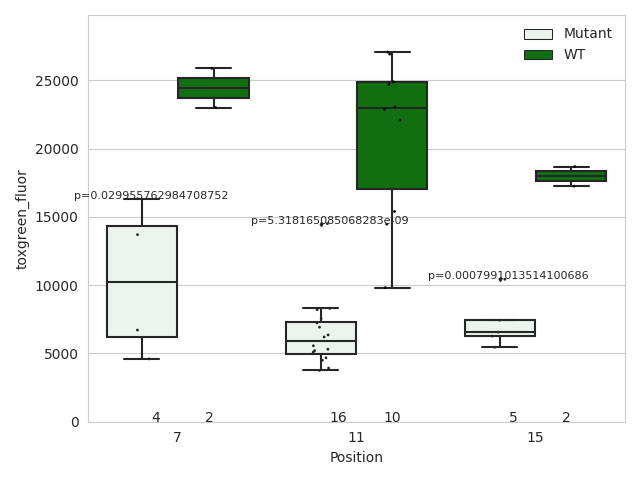 Mutant
WT
25000
20000
15000
10000
5000
0
toxgreen_fluor
p=0.029955762984708752
p=5.318165085068283e-09
p=0.0007991013514100686
4 2 16 10 5 2
7 11 15
Position